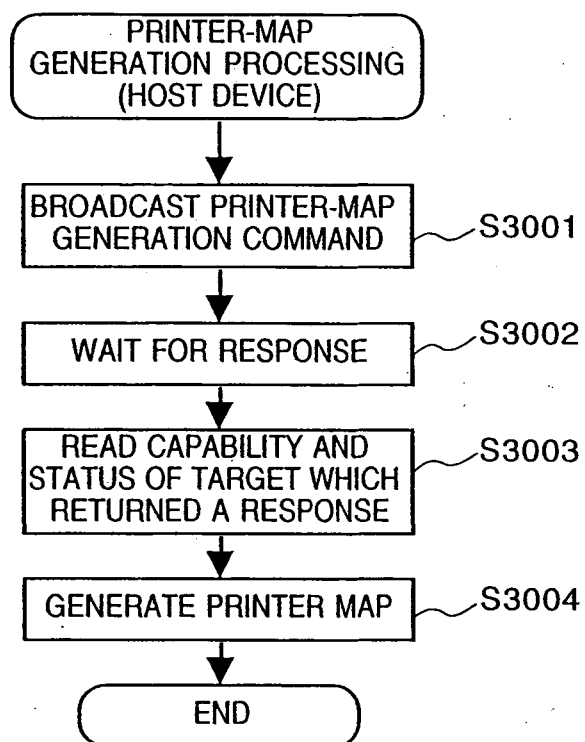 PRINTER-MAP
GENERATION PROCESSING
(HOST DEVICE)
BROADCAST PRINTER-MAP
GENERATION COMMAND
S3001
WAIT FOR RESPONSE
S3002
READ CAPABILITY AND
STATUS OF TARGET WHICH
RETURNED A RESPONSE
S3003
GENERATE PRINTER MAP
S3004
END